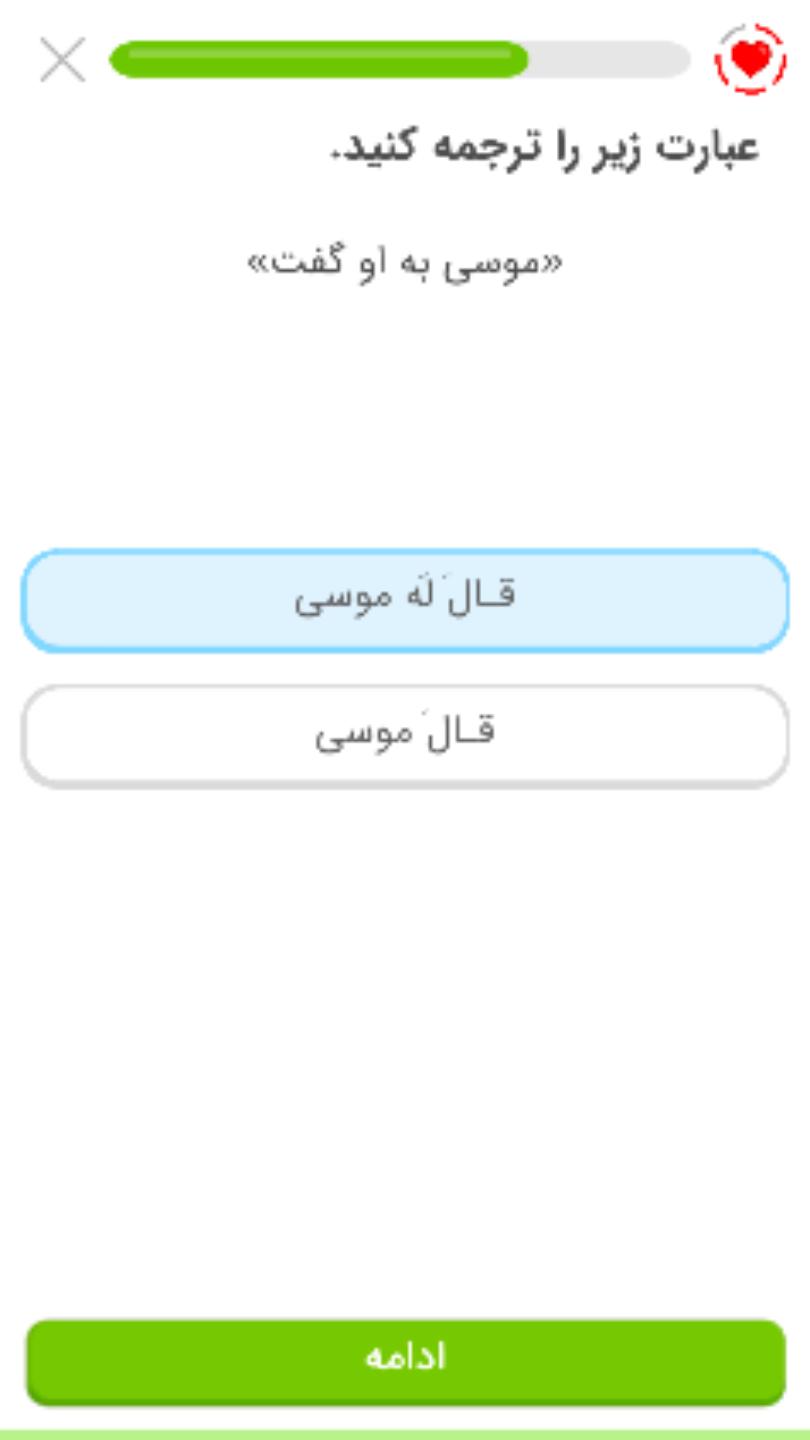 عبارت زیر را ترجمه کنید.
«موسی به او گفت»
قـالَ لَه موسی
قـالَ موسی
ادامه